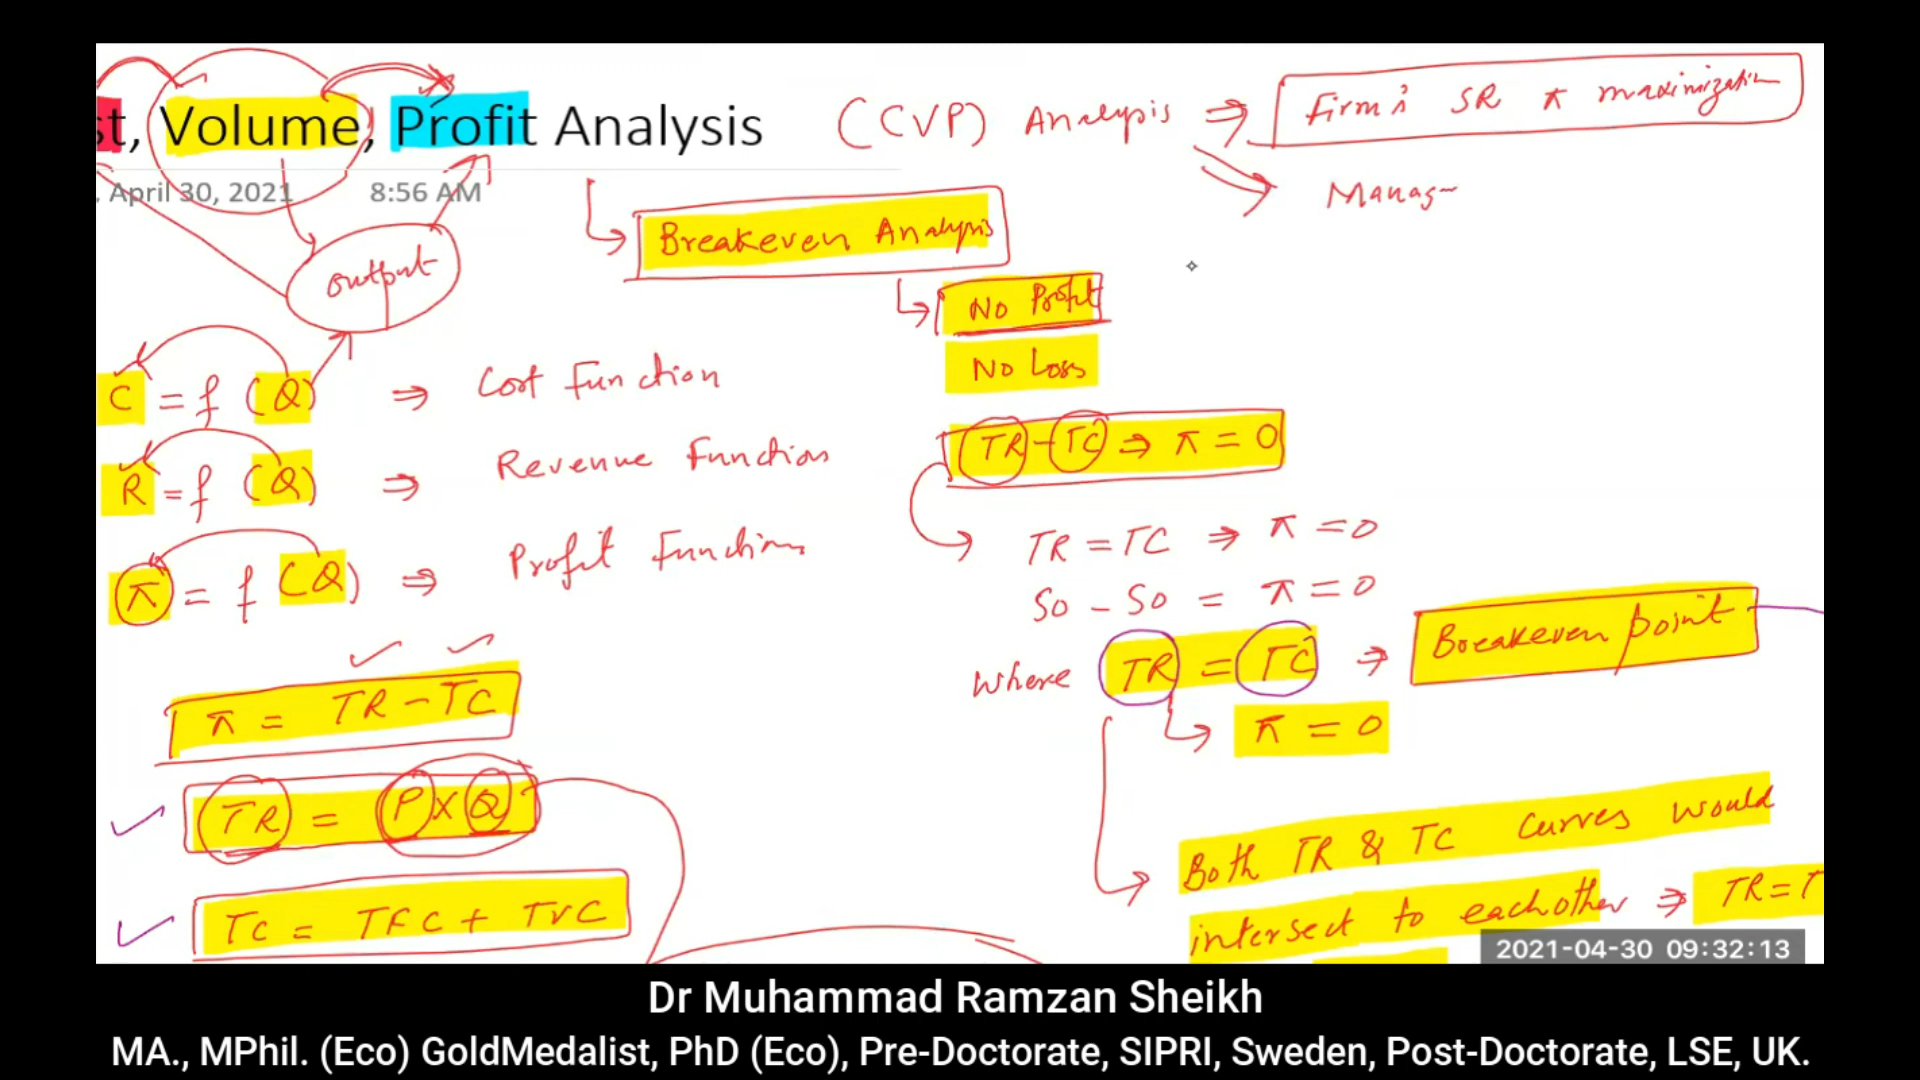 st, Volume, Profit Analysis (CVP) Analysis ⇒ Firm's SR π maximization
, April 30, 2021 8:56 AM
Manag
Breakeven Analysis
output
No Profit
No Loss
C = f (Q) ⇒ Cost Function
TR - TC ⇒ π = 0
R = f (Q) ⇒ Revenue Function
TR = TC ⇒ π = 0
π = f (Q) ⇒ Profit Function
50 - 50 = π = 0
Where TR = TC ⇒ Breakeven point
π = TR - TC
π = 0
TR = P x Q
Both TR & TC Curves would
TC = TFC + TVC
intersect to eachother ⇒ TR = T
2021-04-30 09:32:13
Dr Muhammad Ramzan Sheikh
MA., MPhil. (Eco) GoldMedalist, PhD (Eco), Pre-Doctorate, SIPRI, Sweden, Post-Doctorate, LSE, UK.